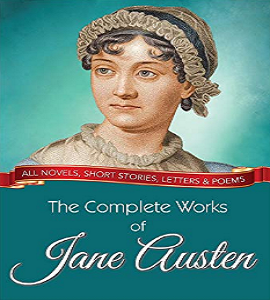 ALL NOVELS, SHORT STORIES, LETTERS & POEMS
The Complete Works
of
Jane Austen